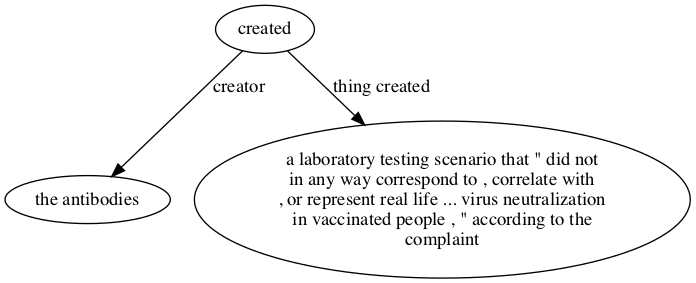 created
creator
thing created
the antibodies
a laboratory testing scenario that " did not
in any way correspond to , correlate with
, or represent real life ... virus neutralization
in vaccinated people , " according to the
complaint